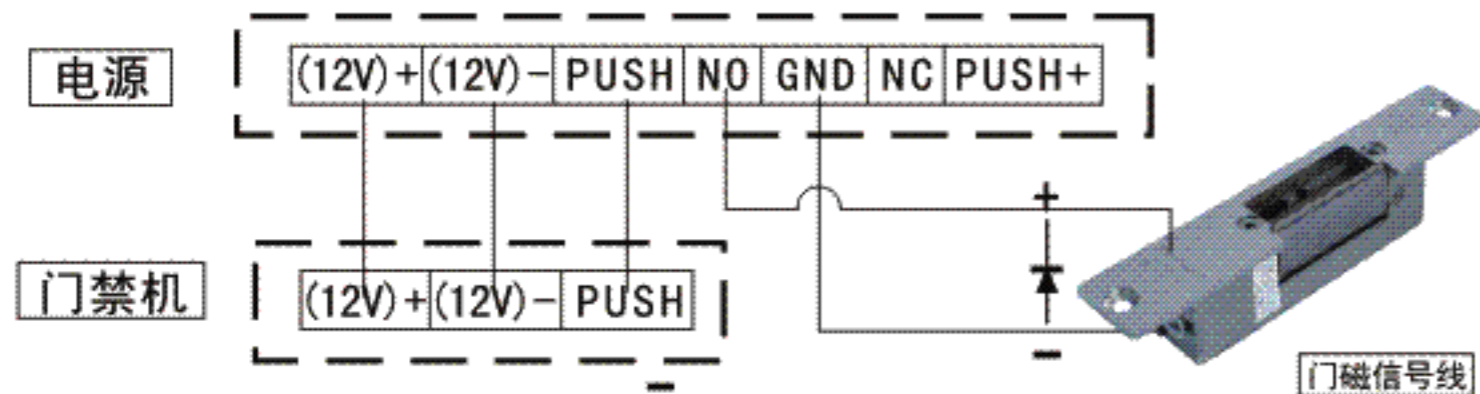 电源
(12V)+ (12V)- PUSH NO GND NC PUSH+
+
门禁机
(12V)+ (12V)- PUSH
-
-
门磁信号线